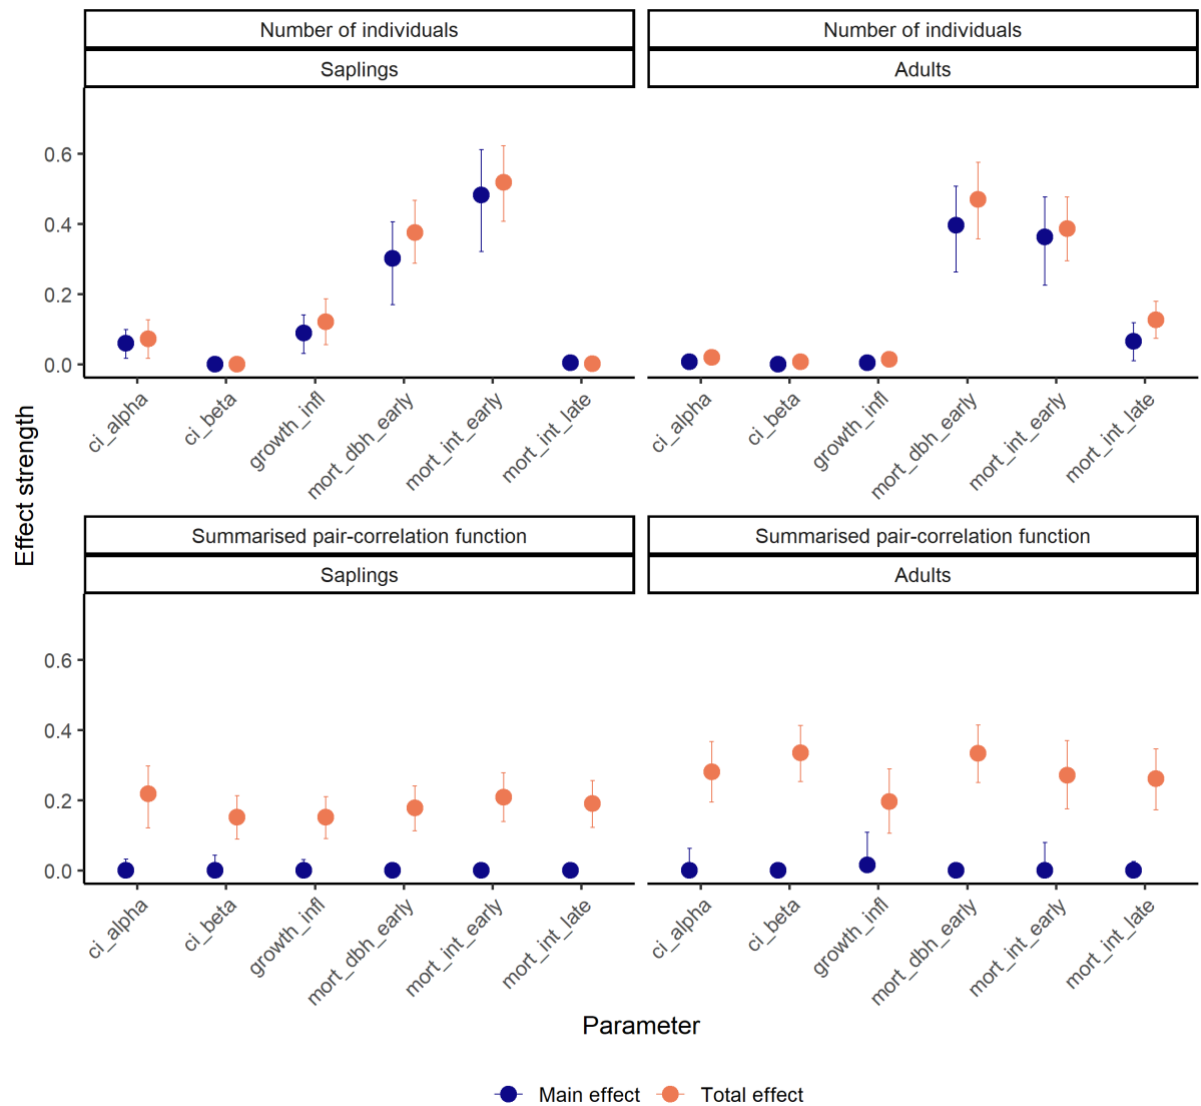 Number of individuals
Number of individuals
Saplings
Adults
0.6
0.4
0.2
0.0
ci_alpha
ci_beta
growth_infl
mort_dbh_early
mort_int_early
mort_int_late
ci_alpha
ci_beta
growth_infl
mort_dbh_early
mort_int_early
mort_int_late
Effect strength
Summarised pair-correlation function
Summarised pair-correlation function
Saplings
Adults
0.6
0.4
0.2
0.0
ci_alpha
ci_beta
growth_infl
mort_dbh_early
mort_int_early
mort_int_late
ci_alpha
ci_beta
growth_infl
mort_dbh_early
mort_int_early
mort_int_late
Parameter
Main effect
Total effect